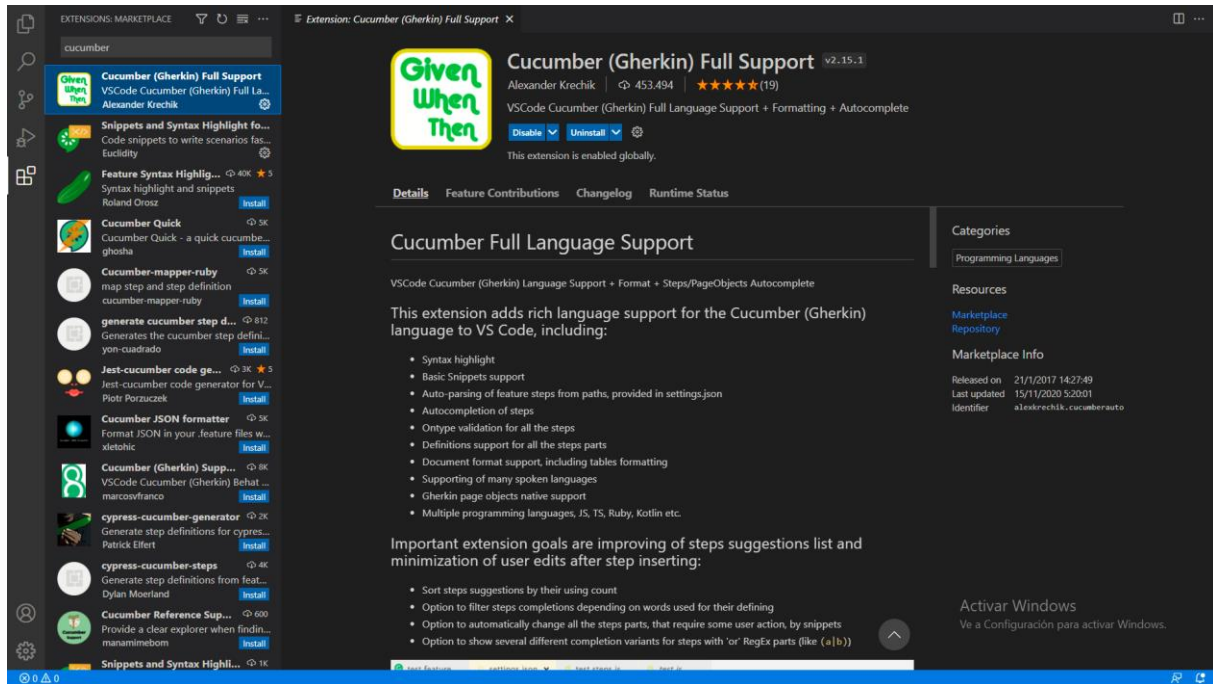 EXTENSIONS: MARKETPLACE
cucumber
Given When Then
Cucumber (Gherkin) Full Support
VSCode Cucumber (Gherkin) Full La...
Alexander Krechik
Snippets and Syntax Highlight fo...
Code snippets to write scenarios fas...
Euclidity
Feature Syntax Highlig... 40K ★ 5
Syntax highlight and snippets
Roland Orosz Install
Cucumber Quick 5K
Cucumber Quick - a quick cucumbe...
ghosha Install
Cucumber-mapper-ruby 5K
map step and step definition
cucumber-mapper-ruby Install
generate cucumber step d... 812
Generates the cucumber step defini...
yon-cuadrado Install
Jest-cucumber code ge... 3K ★ 5
Jest-cucumber code generator for V...
Piotr Porzuczek Install
Cucumber JSON formatter 5K
Format JSON in your .feature files w...
xletohic Install
Cucumber (Gherkin) Supp... 8K
VSCode Cucumber (Gherkin) Behat ...
marcosvfranco Install
cypress-cucumber-generator 2K
Generate step definitions for cypres...
Patrick Elfert Install
cypress-cucumber-steps 4K
Generate step definitions from feat...
Dylan Moerland Install
Cucumber Reference Sup... 600
Provide a clear explorer when findin...
manamimebom Install
Snippets and Syntax Highli... 1K
0 0
Extension: Cucumber (Gherkin) Full Support
Given
When
Then
Cucumber (Gherkin) Full Support v2.15.1
Alexander Krechik 453.494 ★★★★★(19)
VSCode Cucumber (Gherkin) Full Language Support + Formatting + Autocomplete
Disable Uninstall
This extension is enabled globally.
Details Feature Contributions Changelog Runtime Status
Cucumber Full Language Support
VSCode Cucumber (Gherkin) Language Support + Format + Steps/PageObjects Autocomplete
This extension adds rich language support for the Cucumber (Gherkin)
language to VS Code, including:
• Syntax highlight
• Basic Snippets support
• Auto-parsing of feature steps from paths, provided in settings.json
• Autocompletion of steps
• Ontype validation for all the steps
• Definitions support for all the steps parts
• Document format support, including tables formatting
• Supporting of many spoken languages
• Gherkin page objects native support
• Multiple programming languages, JS, TS, Ruby, Kotlin etc.
Important extension goals are improving of steps suggestions list and
minimization of user edits after step inserting:
• Sort steps suggestions by their using count
• Option to filter steps completions depending on words used for their defining
• Option to automatically change all the steps parts, that require some user action, by snippets
• Option to show several different completion variants for steps with 'or' RegEx parts (like (a|b))
test.feature settings.json test.steps.js test.js
Categories
Programming Languages
Resources
Marketplace
Repository
Marketplace Info
Released on 21/1/2017 14:27:49
Last updated 15/11/2020 5:20:01
Identifier alexkrechik.cucumberauto
Activar Windows
Ve a Configuración para activar Windows.